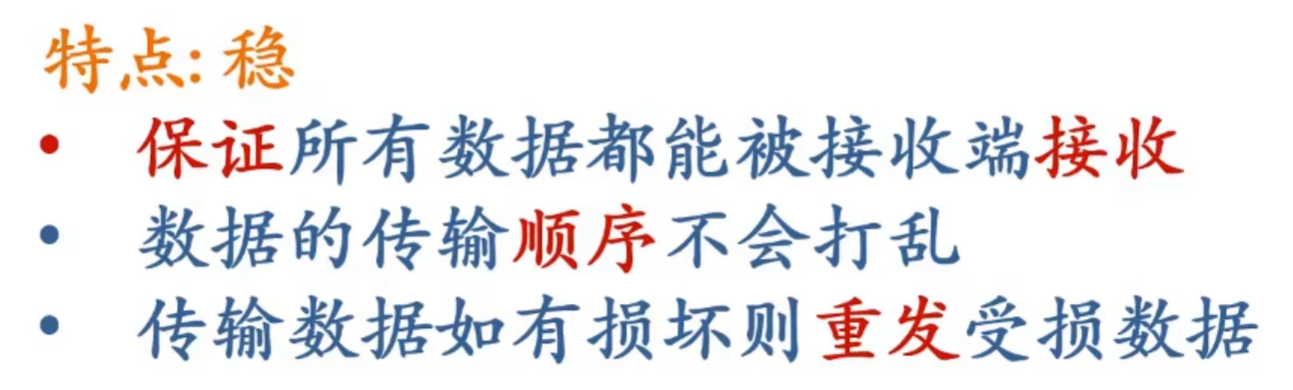 特点: 稳
• 保证所有数据都能被接收端接收
• 数据的传输顺序不会打乱
• 传输数据如有损坏则重发受损数据